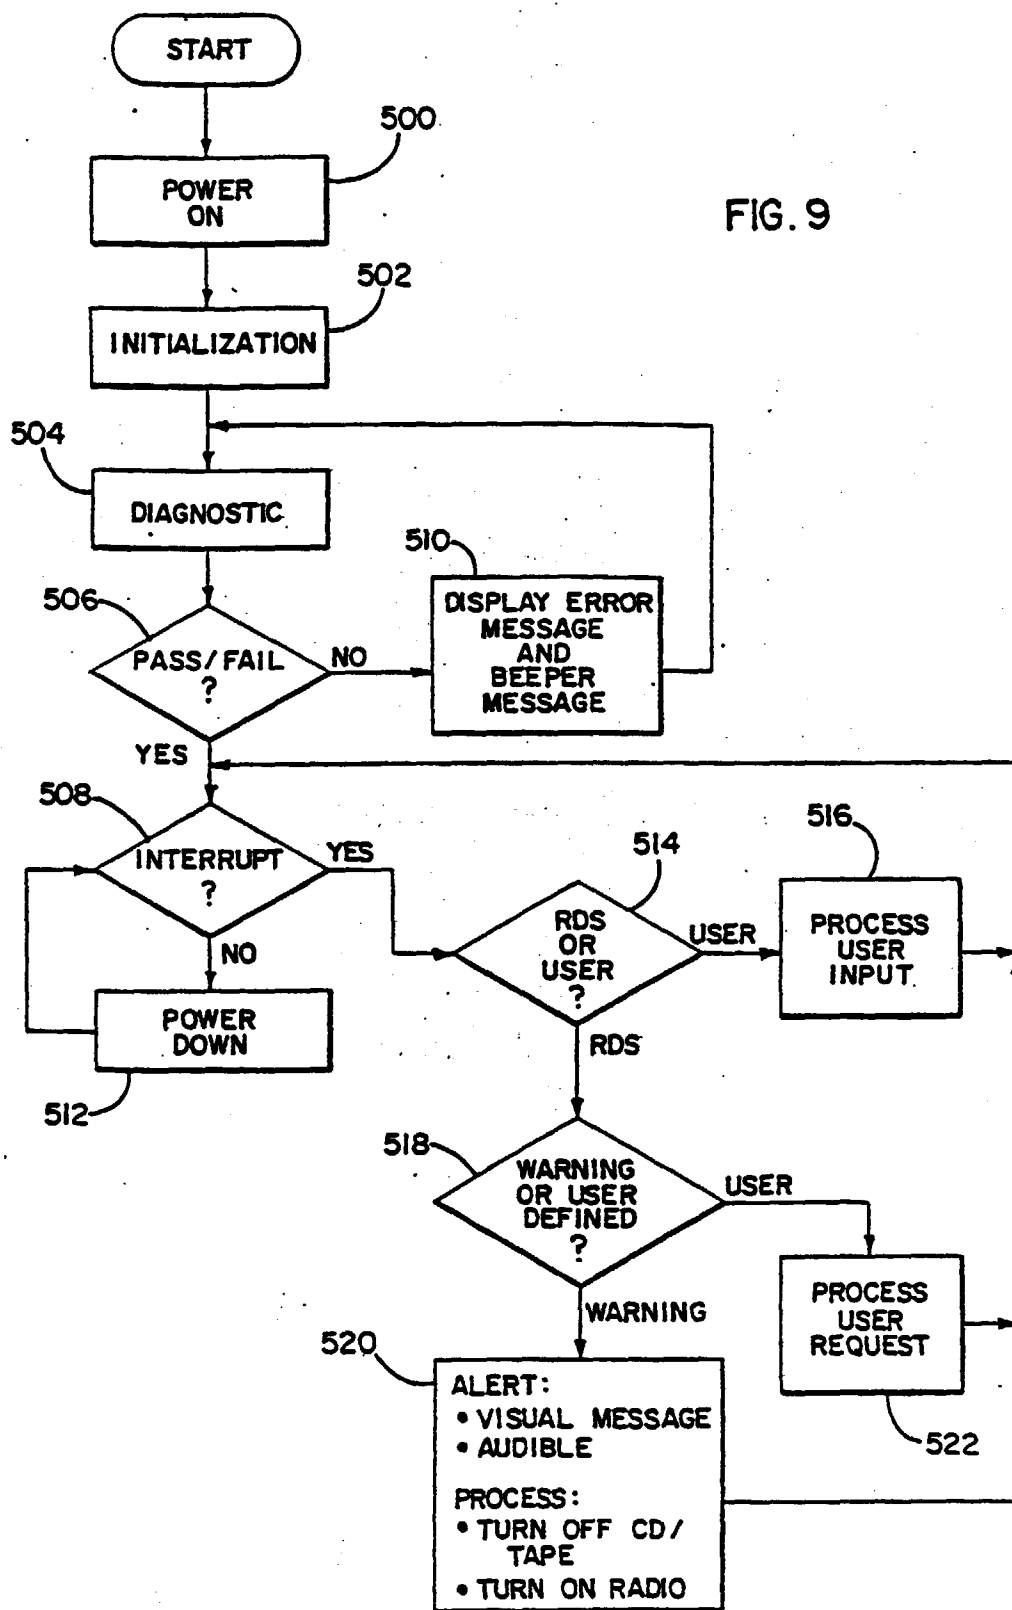 START
500
POWER
ON
FIG. 9
502
INITIALIZATION
504
DIAGNOSTIC
510
DISPLAY ERROR
MESSAGE
AND
BEEPER
MESSAGE
506
PASS/FAIL
?
NO
YES
508
INTERRUPT
?
YES
NO
POWER
DOWN
512
514
RDS
OR
USER
?
USER
516
PROCESS
USER
INPUT
RDS
518
WARNING
OR USER
DEFINED
?
USER
PROCESS
USER
REQUEST
522
WARNING
520
ALERT:
• VISUAL MESSAGE
• AUDIBLE
PROCESS:
• TURN OFF CD/
TAPE
• TURN ON RADIO